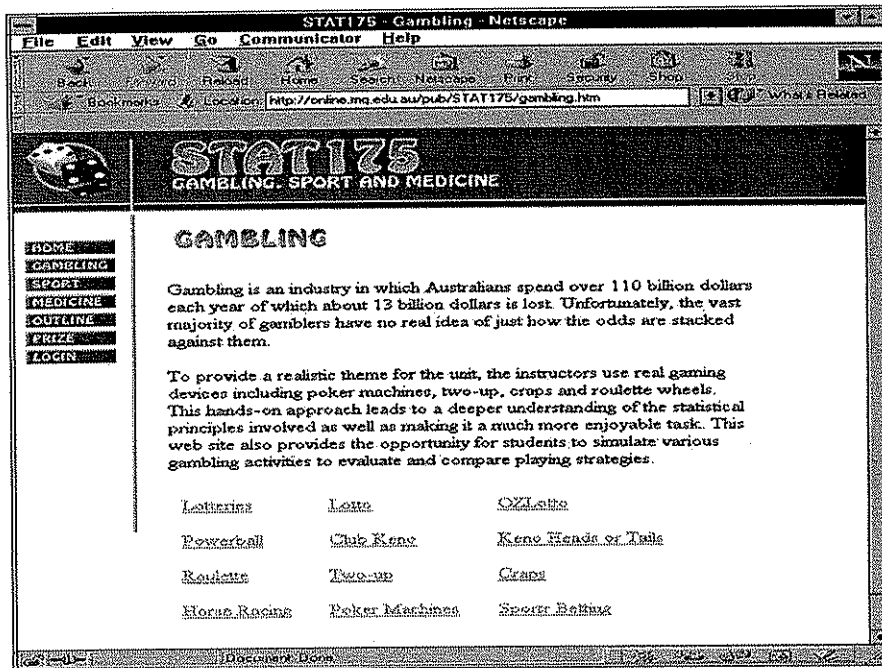 STAT175 - Gambling - Netscape
File Edit View Go Communicator Help
Back Forward Reload Home Search Netscape Print Security Shop Stop
Bookmarks Location: http://online.mq.edu.au/pub/STAT175/gambling.htm What's Related
STAT175
GAMBLING, SPORT AND MEDICINE
HOME
GAMBLING
SPORT
MEDICINE
OUTLINE
PRIZE
LOGIN
GAMBLING
Gambling is an industry in which Australians spend over 110 billion dollars
each year of which about 13 billion dollars is lost. Unfortunately, the vast
majority of gamblers have no real idea of just how the odds are stacked
against them.
To provide a realistic theme for the unit, the instructors use real gaming
devices including poker machines, two-up, craps and roulette wheels.
This hands-on approach leads to a deeper understanding of the statistical
principles involved as well as making it a much more enjoyable task. This
web site also provides the opportunity for students to simulate various
gambling activities to evaluate and compare playing strategies.
Lotteries Lotto OZLotto
Powerball Club Keno Keno Heads or Tails
Roulette Two-up Craps
Horse Racing Poker Machines Sports Betting
Document: Done